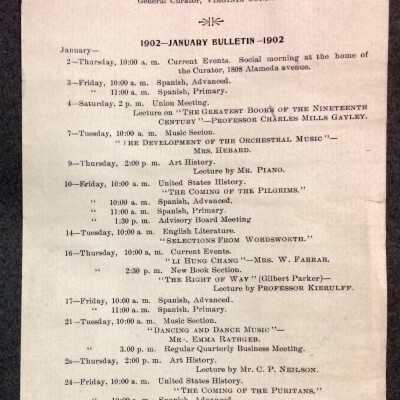 General Curator,
1902—JANUARY BULLETIN—1902
January—
2—Thursday, 10:00 a. m. Current Events. Social morning at the home of
the Curator, 1808 Alameda avenue.
3—Friday, 10:00 a. m. Spanish, Advanced.
" 11:00 a. m. Spanish, Primary.
4—Saturday, 2 p. m. Union Meeting.
Lecture on "THE GREATEST BOOKS OF THE NINETEENTH
CENTURY"—PROFESSOR CHARLES MILLS GAYLEY.
7—Tuesday, 10:00 a. m. Music Secion.
"THE DEVELOPMENT OF THE ORCHESTRAL MUSIC"—
MRS. HEBARD.
9—Thursday, 2:00 p. m. Art History.
Lecture by MR. PIANO.
10—Friday, 10:00 a. m. United States History.
"THE COMING OF THE PILGRIMS."
" 10:00 a. m. Spanish, Advanced.
" 11:00 a. m. Spanish, Primary.
" 1:30 p. m. Advisory Board Meeting
14—Tuesday, 10:00 a. m. English Literature.
"SELECTIONS FROM WORDSWORTH."
16—Thursday, 10:00 a. m. Current Events.
"LI HUNG CHANG"—MRS. W. FARRAR.
" 2:30 p. m. New Book Section.
"THE RIGHT OF WAY" (Gilbert Parker)—
Lecture by PROFESSOR KIERULFF.
17—Friday, 10:00 a. m. Spanish, Advanced.
" 11:00 a. m. Spanish, Primary.
21—Tuesday, 10:00 a. m. Music Section.
"DANCING AND DANCE MUSIC"—
EMMA RATHGEB.
" 3.00 p. m. Regular Quarterly Business Meeting.
Thursday, 2:00 p. m. Art History.
Lecture by MR. C. P. NEILSON.
24—Friday, 10:00 a. m. United States History.
"THE COMING OF THE PURITANS,"
" 10:00 a. m. Spanish, Advanced.